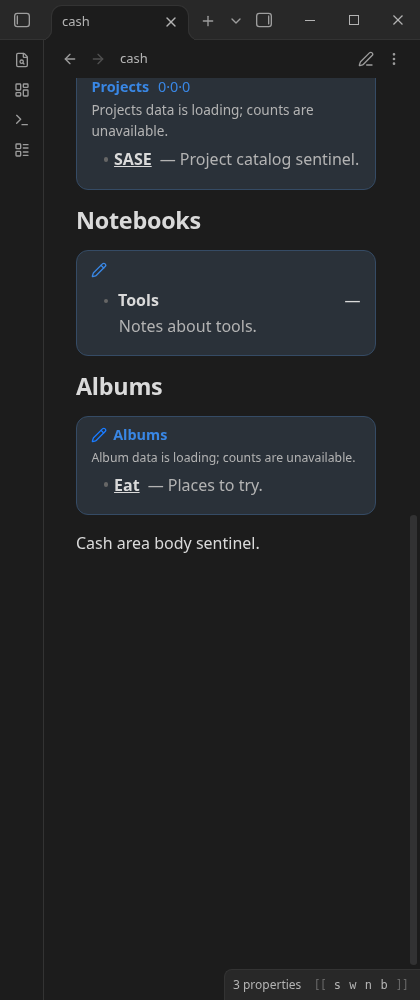 cash
cash
Projects 0·0·0
Projects data is loading; counts are
unavailable.
• SASE — Project catalog sentinel.
Notebooks
• Tools —
Notes about tools.
Albums
Albums
Album data is loading; counts are unavailable.
• Eat — Places to try.
Cash area body sentinel.
3 properties [[ s w n b ]]